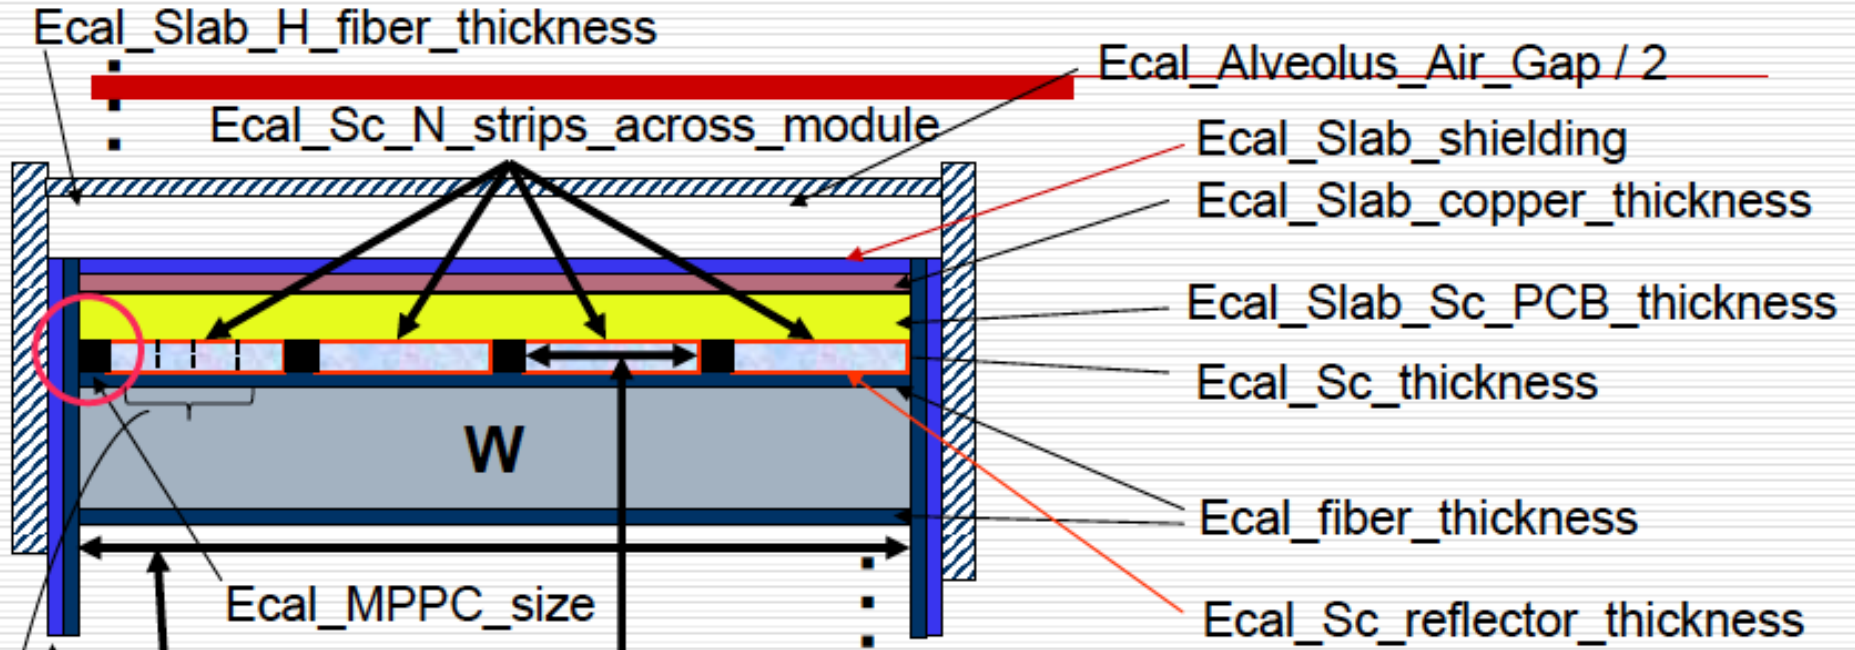 Ecal_Slab_H_fiber_thickness
Ecal_Alveolus_Air_Gap / 2
Ecal_Sc_N_strips_across_module
Ecal_Slab_shielding
Ecal_Slab_copper_thickness
Ecal_Slab_Sc_PCB_thickness
Ecal_Sc_thickness
W
Ecal_fiber_thickness
Ecal_MPPC_size
Ecal_Sc_reflector_thickness